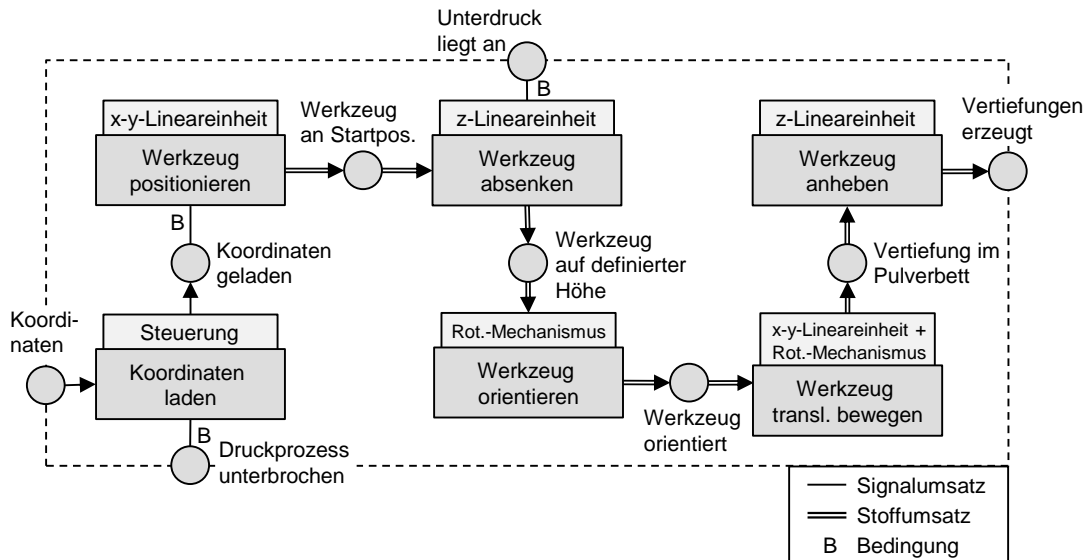 Unterdruck
liegt an
B
x-y-Lineareinheit
Werkzeug
positionieren
Werkzeug
an Startpos.
z-Lineareinheit
Werkzeug
absenken
z-Lineareinheit
Werkzeug
anheben
Vertiefungen
erzeugt
B
Koordinaten
geladen
Werkzeug
auf definierter
Höhe
Vertiefung im
Pulverbett
Koordi-
naten
Steuerung
Koordinaten
laden
B
Druckprozess
unterbrochen
Rot.-Mechanismus
Werkzeug
orientieren
Werkzeug
orientiert
x-y-Lineareinheit +
Rot.-Mechanismus
Werkzeug
transl. bewegen
Signalumsatz
Stoffumsatz
B Bedingung